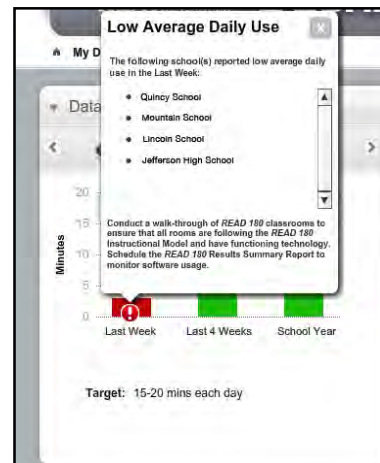 Low Average Daily Use
My D
The following school(s) reported low average daily
use in the Last Week:
Quincy School
Mountain School
Lincoln School
Jefferson High School
Data
20
15
10
5
0
Minutes
Conduct a walk-through of READ 180 classrooms to
ensure that all rooms are following the READ 180
Instructional Model and have functioning technology.
Schedule the READ 180 Results Summary Report to
monitor software usage.
Last Week Last 4 Weeks School Year
Target: 15-20 mins each day